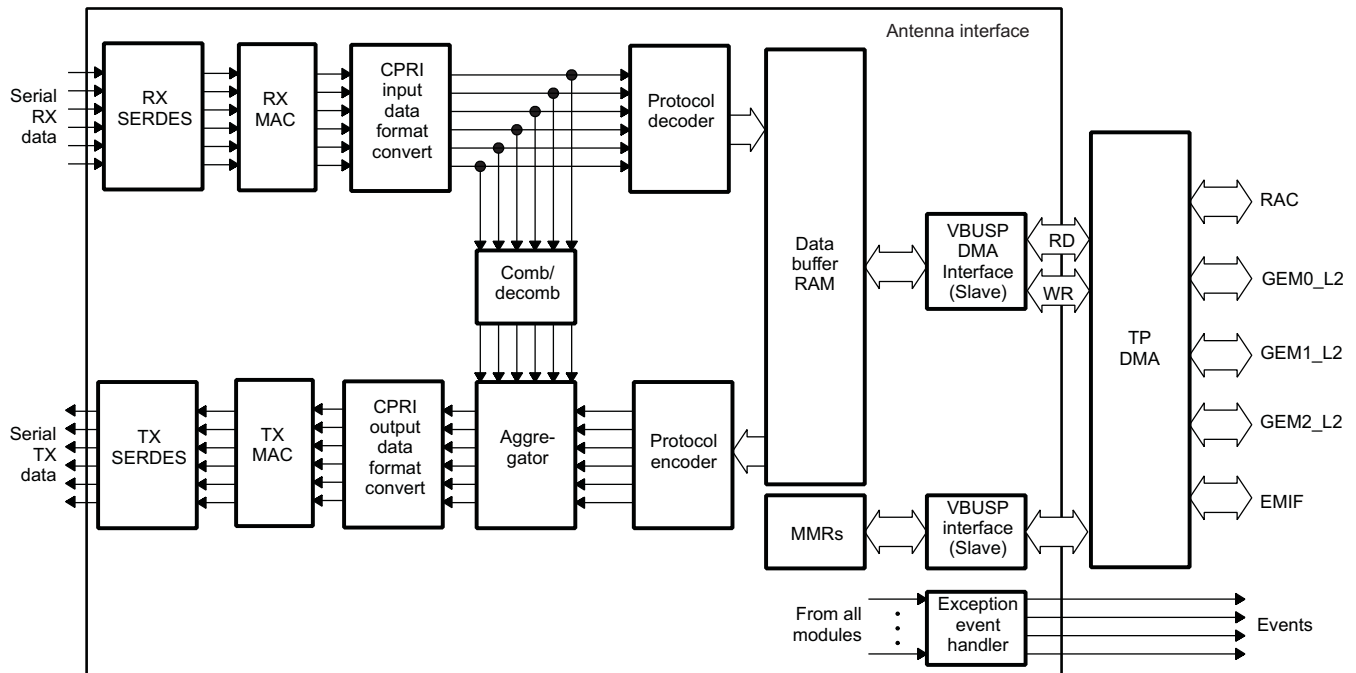 Antenna interface
Serial
RX
data
RX
SERDES
RX
MAC
CPRI
input
data
format
convert
Protocol
decoder
Data
buffer
RAM
VBUSP
DMA
Interface
(Slave)
RD
WR
TP
DMA
RAC
GEM0_L2
GEM1_L2
GEM2_L2
EMIF
Comb/
decomb
Serial
TX
data
TX
SERDES
TX
MAC
CPRI
output
data
format
convert
Aggre-
gator
Protocol
encoder
MMRs
VBUSP
interface
(Slave)
From all
modules
Exception
event
handler
Events